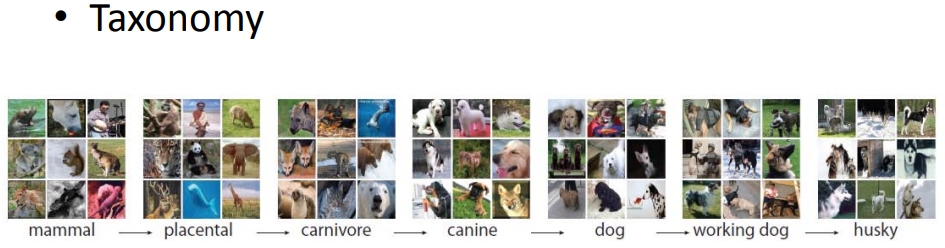 • Taxonomy
mammal → placental → carnivore → canine → dog → working dog → husky